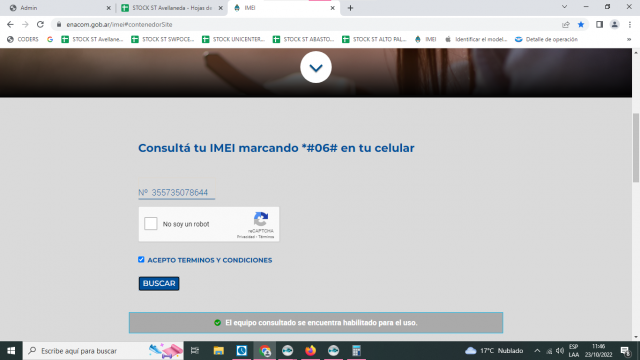 Admin
STOCK ST Avellaneda - Hojas de
IMEI
enacom.gob.ar/imei#contenedorSite
CODERS
STOCK ST Avellane...
STOCK ST SWPOCE...
STOCK UNICENTER...
STOCK ST ABASTO...
STOCK ST ALTO PAL...
IMEI
Identificar el model...
Detalle de operación
Consultá tu IMEI marcando *#06# en tu celular
Nº 355735078644
No soy un robot
reCAPTCHA
Privacidad - Términos
ACEPTO TERMINOS Y CONDICIONES
BUSCAR
El equipo consultado se encuentra habilitado para el uso.
Escribe aquí para buscar
17°C Nublado
ESP
LAA
11:46
23/10/2022